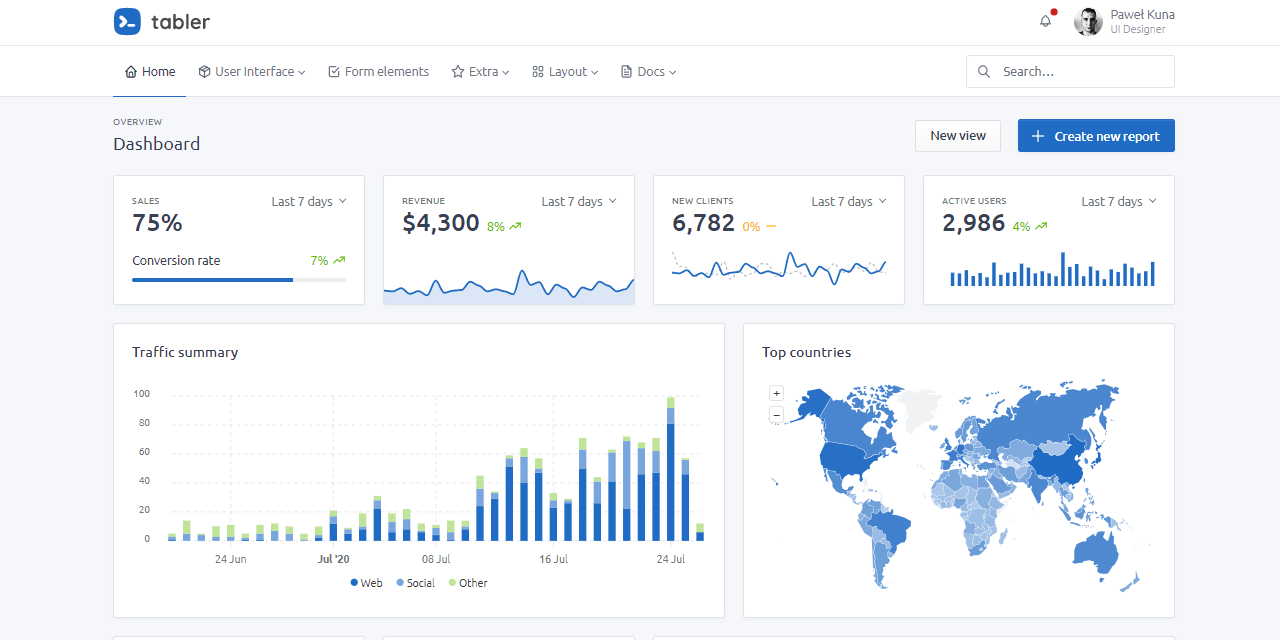 tabler
Paweł Kuna
UI Designer
Home
User Interface
Form elements
Extra
Layout
Docs
Search…
OVERVIEW
Dashboard
New view
+ Create new report
SALES
Last 7 days
75%
Conversion rate
7%
REVENUE
Last 7 days
$4,300 8%
NEW CLIENTS
Last 7 days
6,782 0%
ACTIVE USERS
Last 7 days
2,986 4%
Traffic summary
100
80
60
40
20
0
24 Jun
Jul '20
08 Jul
16 Jul
24 Jul
Web
Social
Other
Top countries
+
−